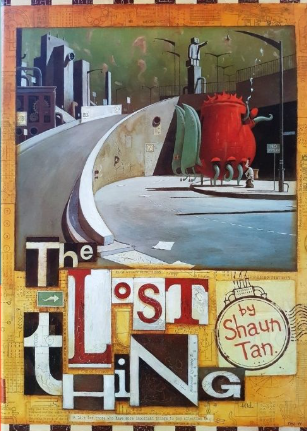 The
LOST
tHiNG
by
Shaun
Tan.